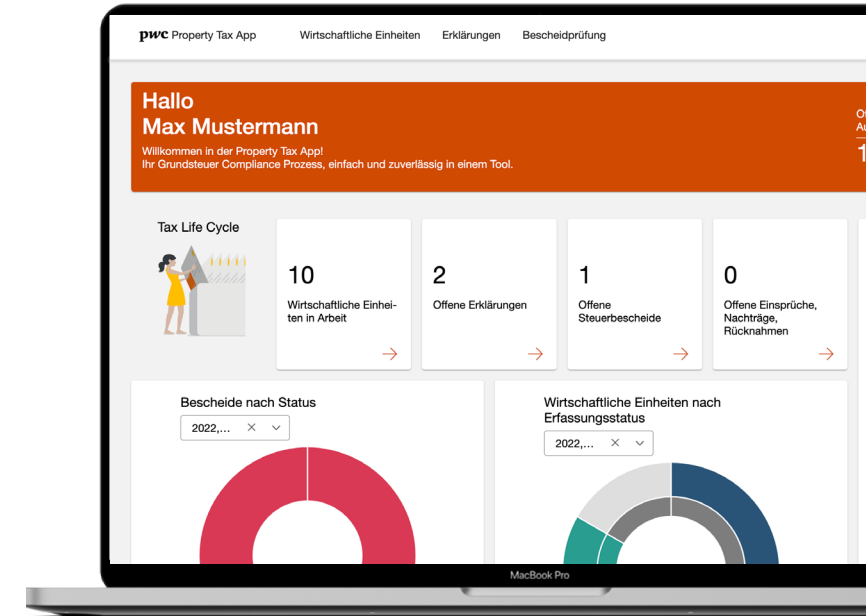 pwc Property Tax App
Wirtschaftliche Einheiten
Erklärungen
Bescheidprüfung
Hallo
Max Mustermann
Willkommen in der Property Tax App!
Ihr Grundsteuer Compliance Prozess, einfach und zuverlässig in einem Tool.
Tax Life Cycle
10
Wirtschaftliche Einhei-
ten in Arbeit
2
Offene Erklärungen
1
Offene
Steuerbescheide
0
Offene Einsprüche,
Nachträge,
Rücknahmen
Bescheide nach Status
2022,...
Wirtschaftliche Einheiten nach
Erfassungsstatus
2022,...
MacBook Pro